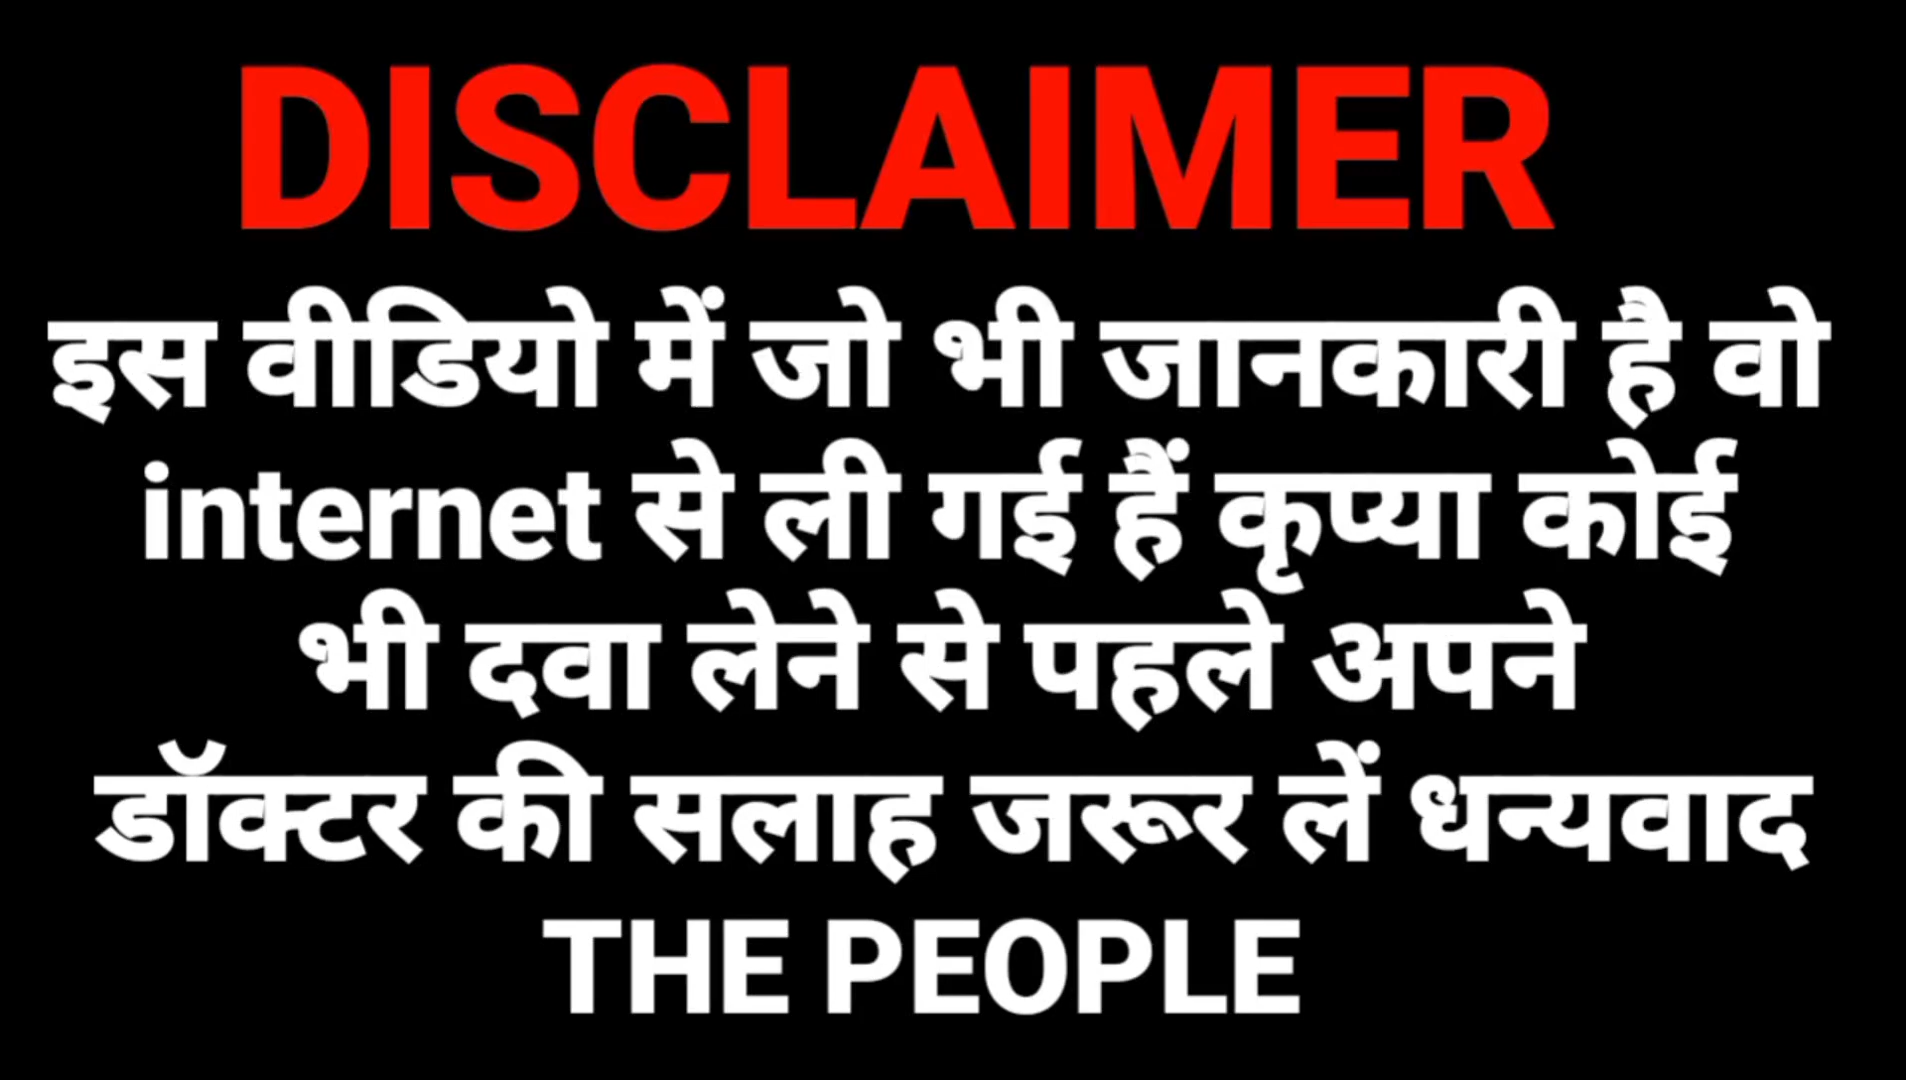 DISCLAIMER
इस वीडियो में जो भी जानकारी है वो
internet से ली गई हैं कृप्या कोई
भी दवा लेने से पहले अपने
डॉक्टर की सलाह जरूर लें धन्यवाद
THE PEOPLE